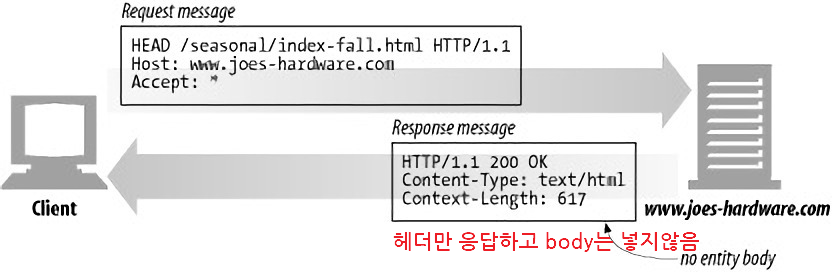 Request message
HEAD /seasonal/index-fall.html HTTP/1.1
Host: www.joes-hardware.com
Accept: *
Response message
HTTP/1.1 200 OK
Content-Type: text/html
Context-Length: 617
Client
www.joes-hardware.com
헤더만 응답하고 body는 넣지않음
no entity body